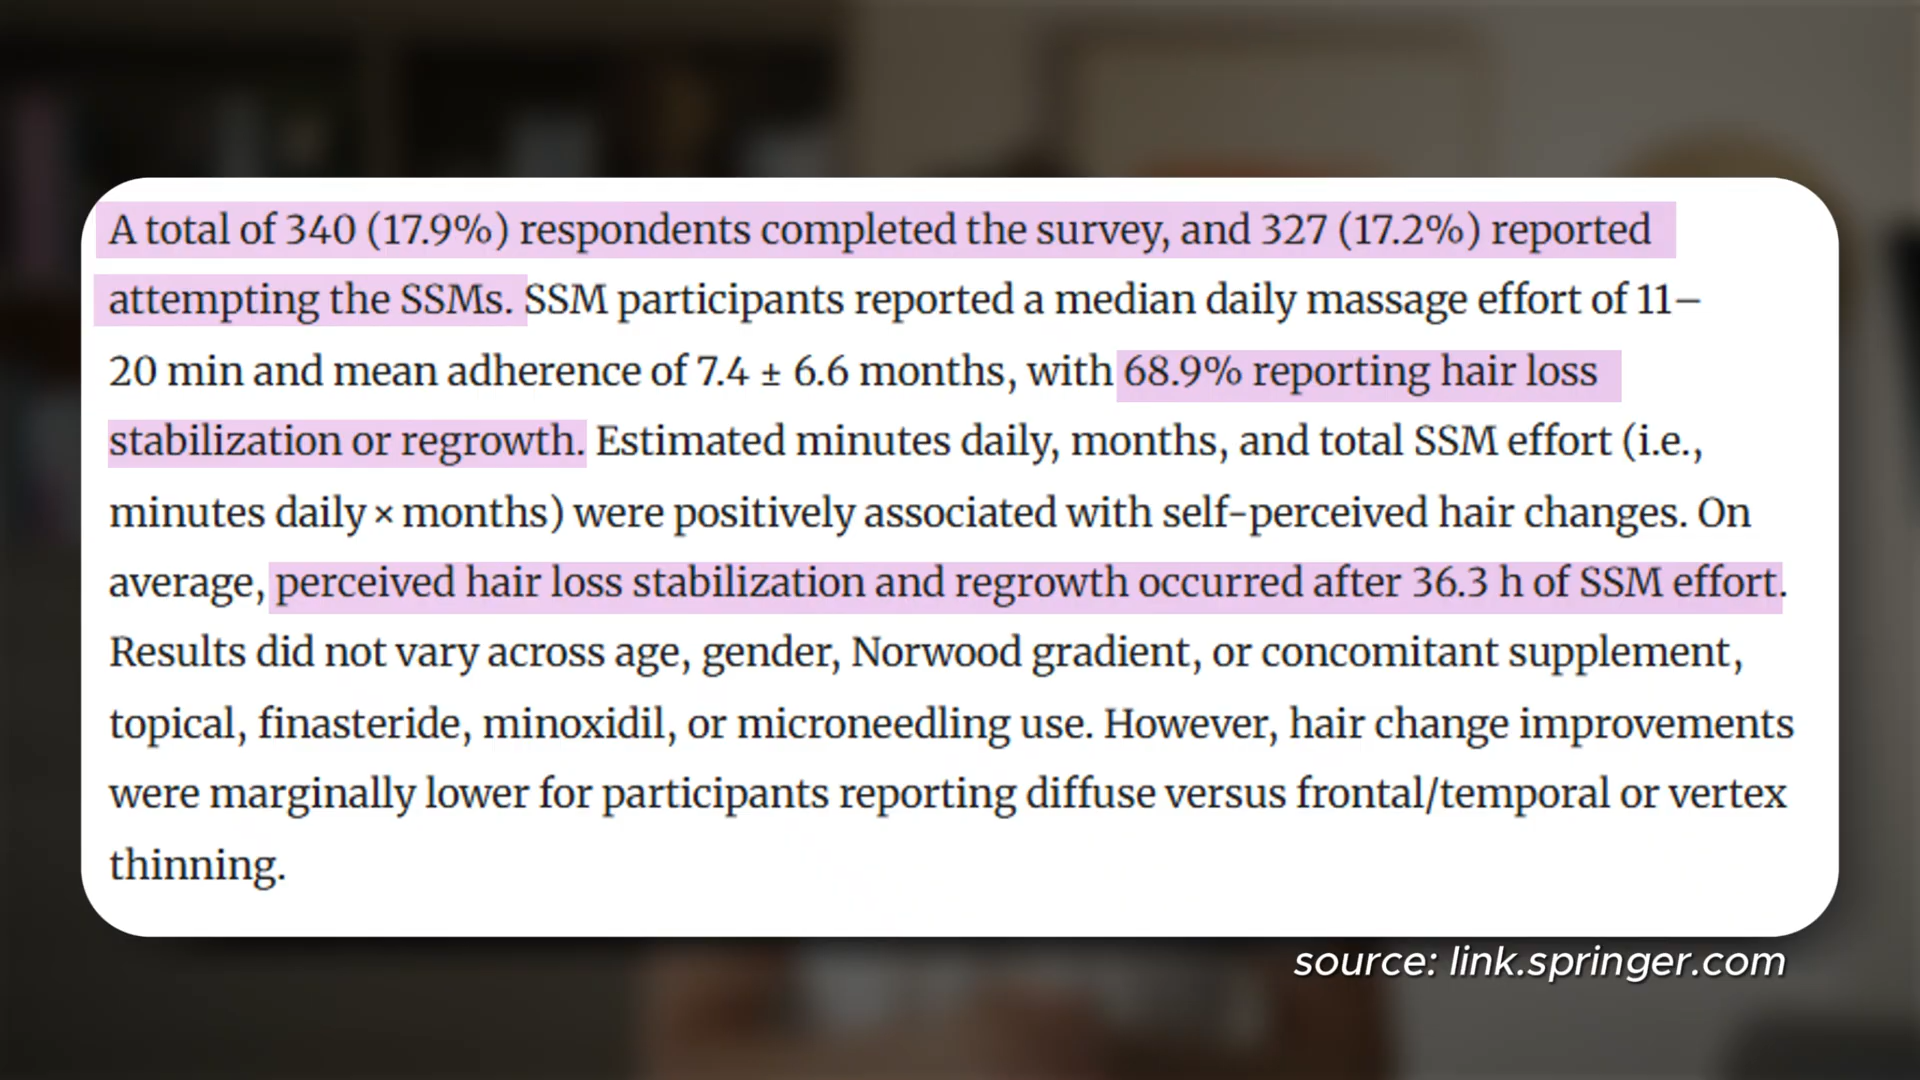 A total of 340 (17.9%) respondents completed the survey, and 327 (17.2%) reported
attempting the SSMs. SSM participants reported a median daily massage effort of 11–
20 min and mean adherence of 7.4 ± 6.6 months, with 68.9% reporting hair loss
stabilization or regrowth. Estimated minutes daily, months, and total SSM effort (i.e.,
minutes daily × months) were positively associated with self-perceived hair changes. On
average, perceived hair loss stabilization and regrowth occurred after 36.3 h of SSM effort.
Results did not vary across age, gender, Norwood gradient, or concomitant supplement,
topical, finasteride, minoxidil, or microneedling use. However, hair change improvements
were marginally lower for participants reporting diffuse versus frontal/temporal or vertex
thinning.
source: link.springer.com